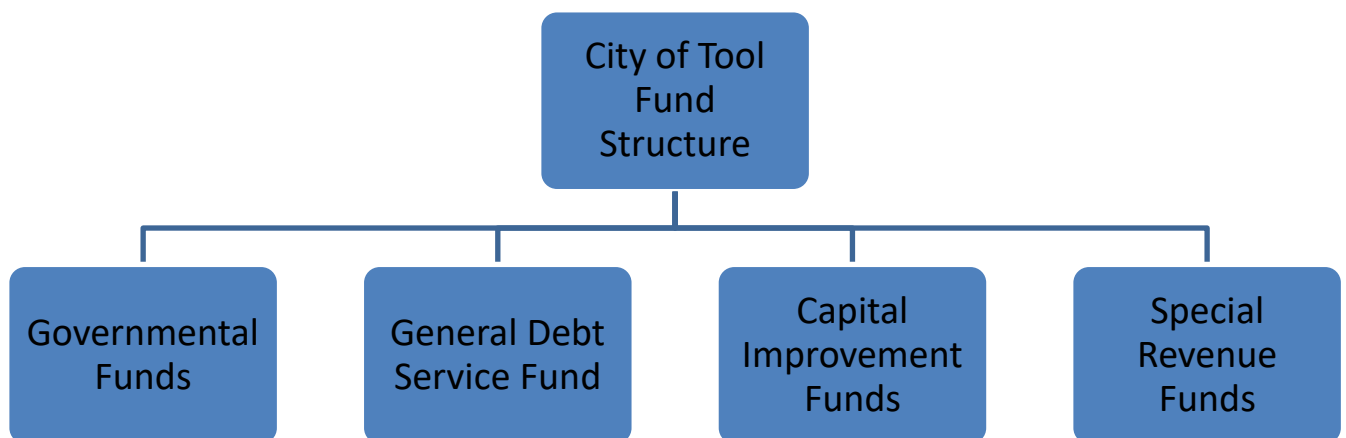 City of Tool
Fund
Structure
Governmental
Funds
General Debt
Service Fund
Capital
Improvement
Funds
Special
Revenue
Funds